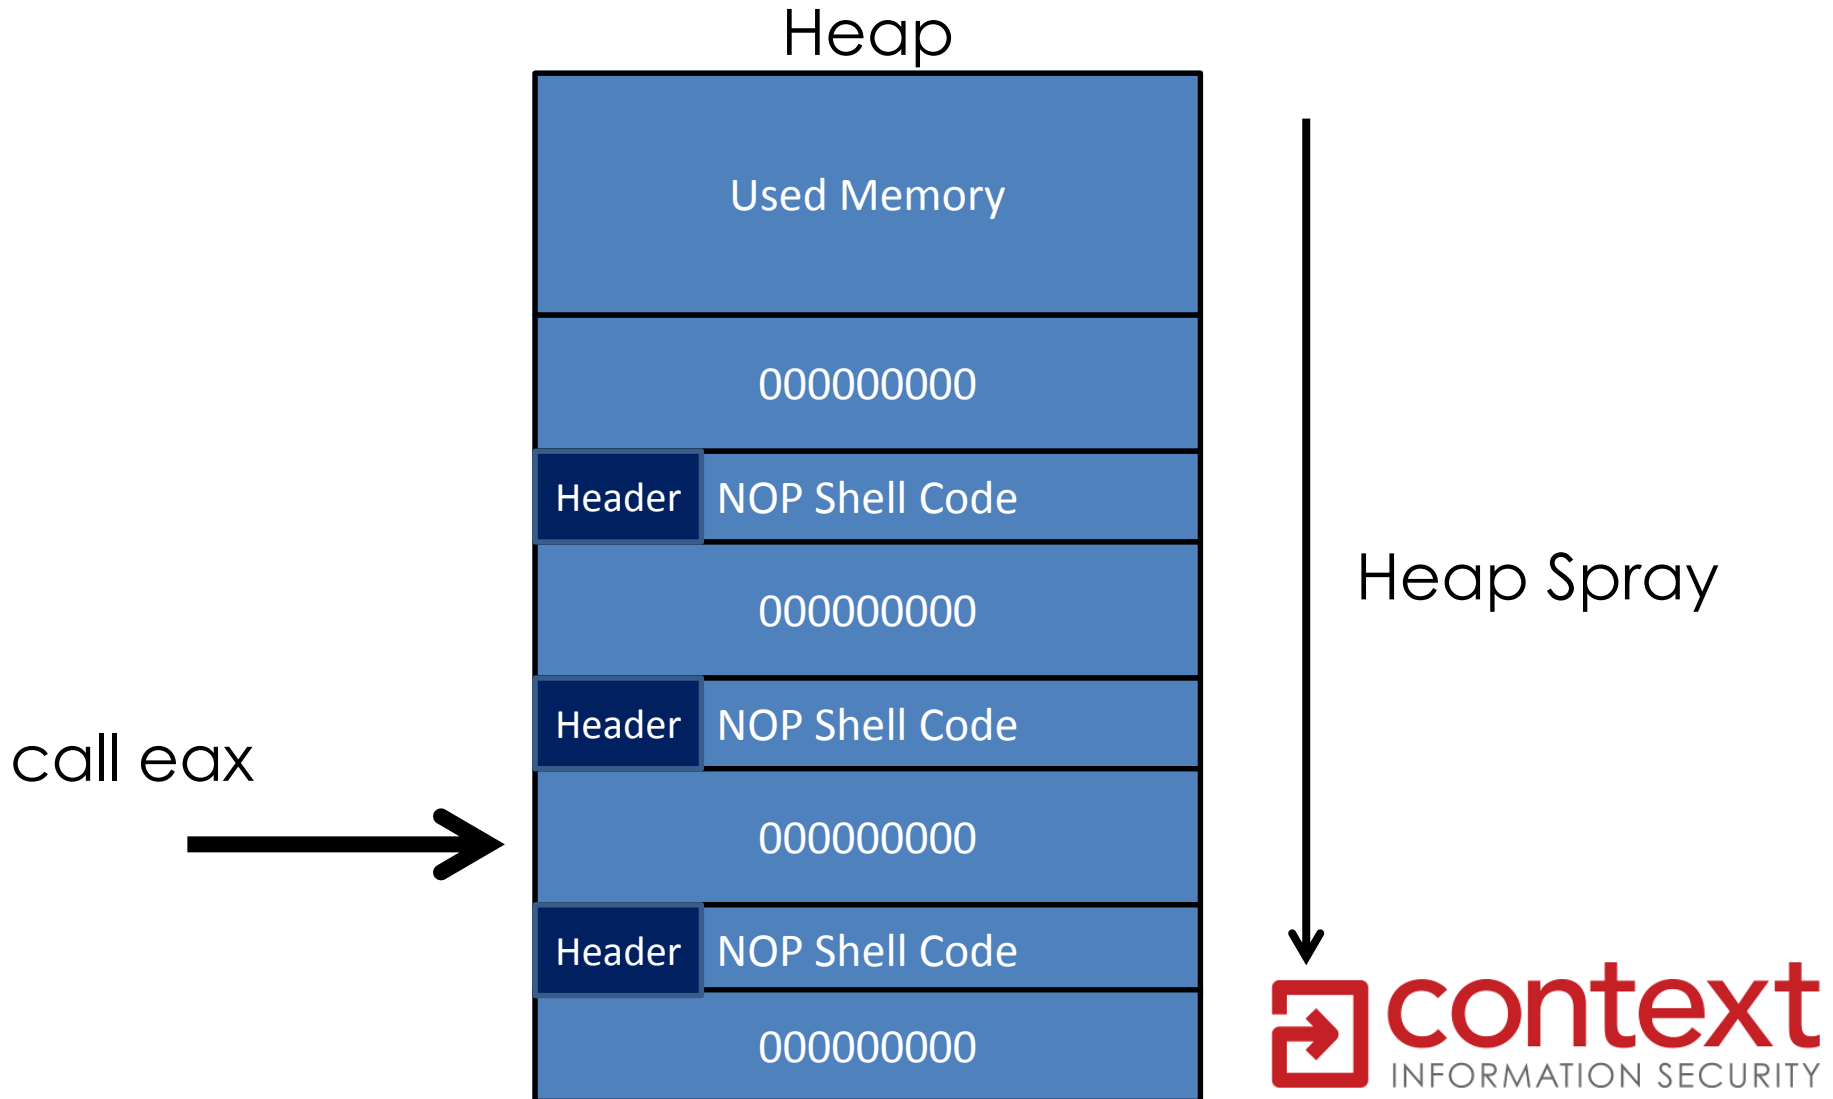 Heap
Used Memory
000000000
Header NOP Shell Code
000000000
Heap Spray
Header NOP Shell Code
call eax
000000000
Header NOP Shell Code
000000000
context
INFORMATION SECURITY